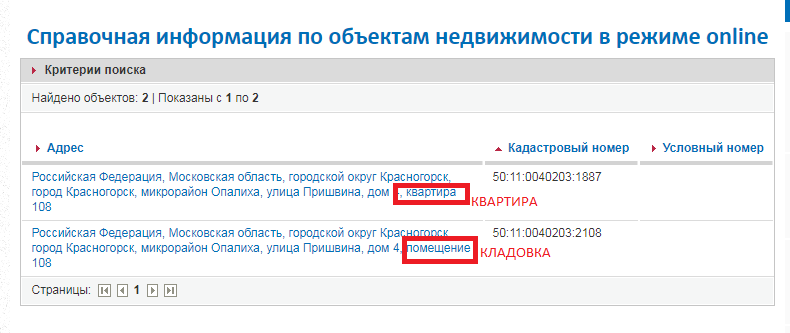 Справочная информация по объектам недвижимости в режиме online
Критерии поиска
Найдено объектов: 2 | Показаны с 1 по 2
Адрес Кадастровый номер Условный номер
Российская Федерация, Московская область, городской округ Красногорск, 50:11:0040203:1887
город Красногорск, микрорайон Опалиха, улица Пришвина, дом , квартира КВАРТИРА
108
Российская Федерация, Московская область, городской округ Красногорск, 50:11:0040203:2108
город Красногорск, микрорайон Опалиха, улица Пришвина, дом 4, помещение КЛАДОВКА
108
Страницы: 1